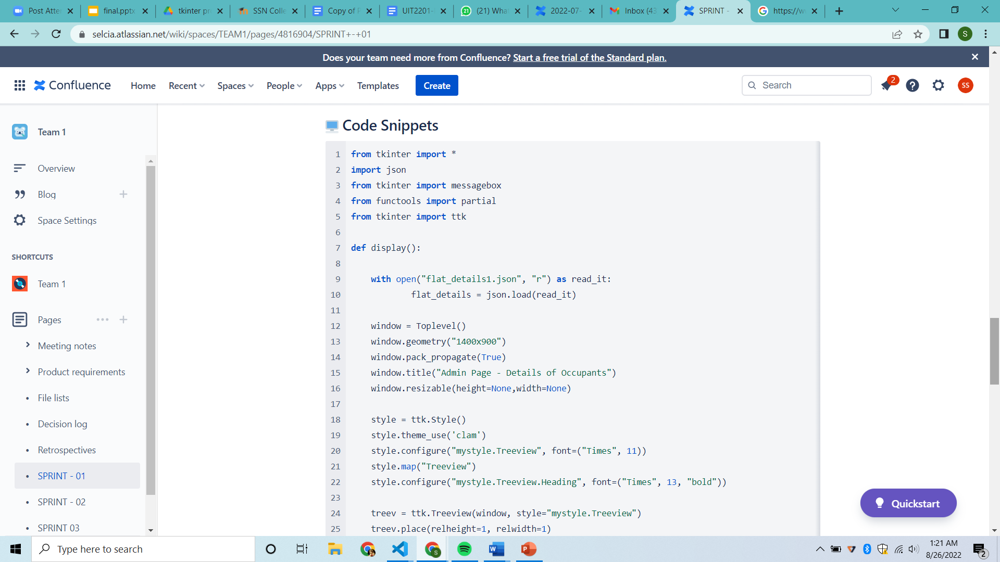 Post Atte
final.pptx
tkinter pr
SSN Colle
Copy of P
UIT2201-
(21) Wha
2022-07-
Inbox (43
SPRINT -
https://w
selcia.atlassian.net/wiki/spaces/TEAM1/pages/4816904/SPRINT+-+01
S
Does your team need more from Confluence? Start a free trial of the Standard plan.
Confluence
Home
Recent
Spaces
People
Apps
Templates
Create
Search
2
SS
Team 1
Overview
Blog
Space Settings
SHORTCUTS
Team 1
Pages
Meeting notes
Product requirements
File lists
Decision log
Retrospectives
SPRINT - 01
SPRINT - 02
SPRINT 03
Code Snippets
1 from tkinter import *
2 import json
3 from tkinter import messagebox
4 from functools import partial
5 from tkinter import ttk
6
7 def display():
8
9     with open("flat_details1.json", "r") as read_it:
10             flat_details = json.load(read_it)
11
12     window = Toplevel()
13     window.geometry("1400x900")
14     window.pack_propagate(True)
15     window.title("Admin Page - Details of Occupants")
16     window.resizable(height=None,width=None)
17
18     style = ttk.Style()
19     style.theme_use('clam')
20     style.configure("mystyle.Treeview", font=("Times", 11))
21     style.map("Treeview")
22     style.configure("mystyle.Treeview.Heading", font=("Times", 13, "bold"))
23
24     treev = ttk.Treeview(window, style="mystyle.Treeview")
25     treev.place(relheight=1, relwidth=1)
Quickstart
Type here to search
1:21 AM
8/26/2022
2